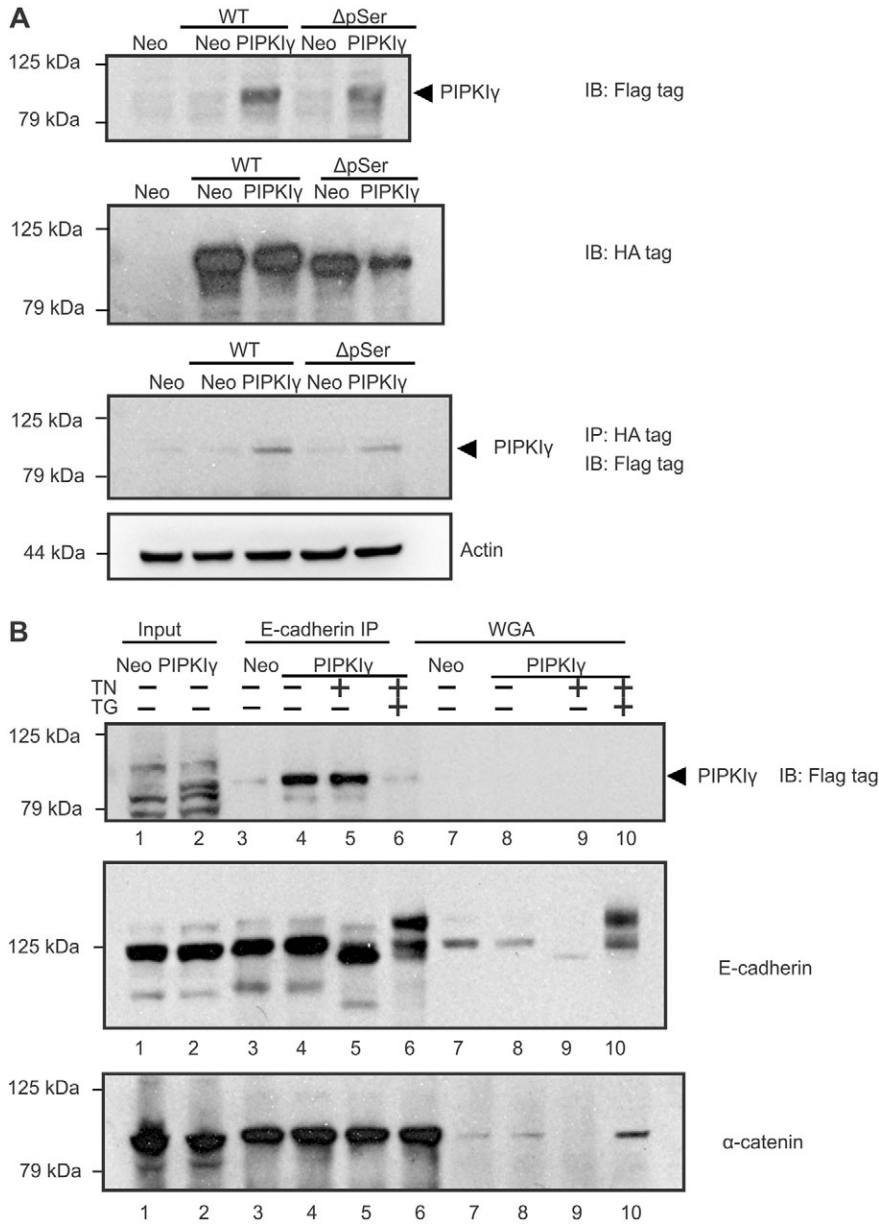 A
WT ΔpSer
Neo Neo PIPKIγ Neo PIPKIγ
125 kDa
79 kDa
PIPKIγ IB: Flag tag
WT ΔpSer
Neo Neo PIPKIγ Neo PIPKIγ
125 kDa
79 kDa
IB: HA tag
WT ΔpSer
Neo Neo PIPKIγ Neo PIPKIγ
125 kDa
79 kDa
PIPKIγ IP: HA tag
IB: Flag tag
44 kDa Actin
B
Input E-cadherin IP WGA
Neo PIPKIγ Neo PIPKIγ Neo PIPKIγ
TN − − − − + + − − + +
TG − − − − − + − − − +
125 kDa
79 kDa
PIPKIγ IB: Flag tag
1 2 3 4 5 6 7 8 9 10
125 kDa
E-cadherin
1 2 3 4 5 6 7 8 9 10
125 kDa
79 kDa
α-catenin
1 2 3 4 5 6 7 8 9 10